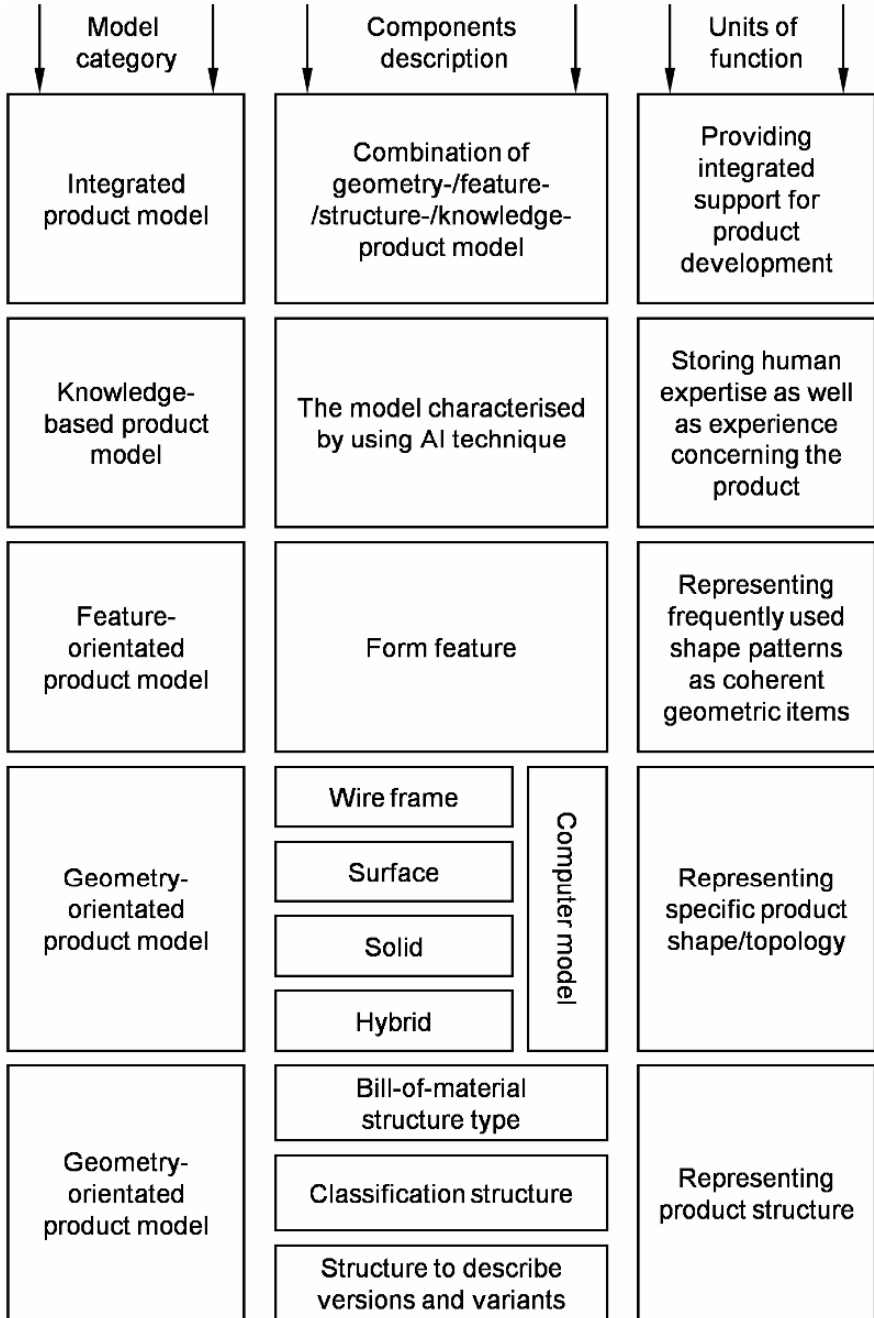 Model
category
Components
description
Units of
function
Integrated
product model
Combination of
geometry-/feature-
/structure-/knowledge-
product model
Providing
integrated
support for
product
development
Knowledge-
based product
model
The model characterised
by using AI technique
Storing human
expertise as well
as experience
concerning the
product
Feature-
orientated
product model
Form feature
Representing
frequently used
shape patterns
as coherent
geometric items
Geometry-
orientated
product model
Wire frame
Surface
Solid
Hybrid
Computer model
Representing
specific product
shape/topology
Geometry-
orientated
product model
Bill-of-material
structure type
Classification structure
Structure to describe
versions and variants
Representing
product structure